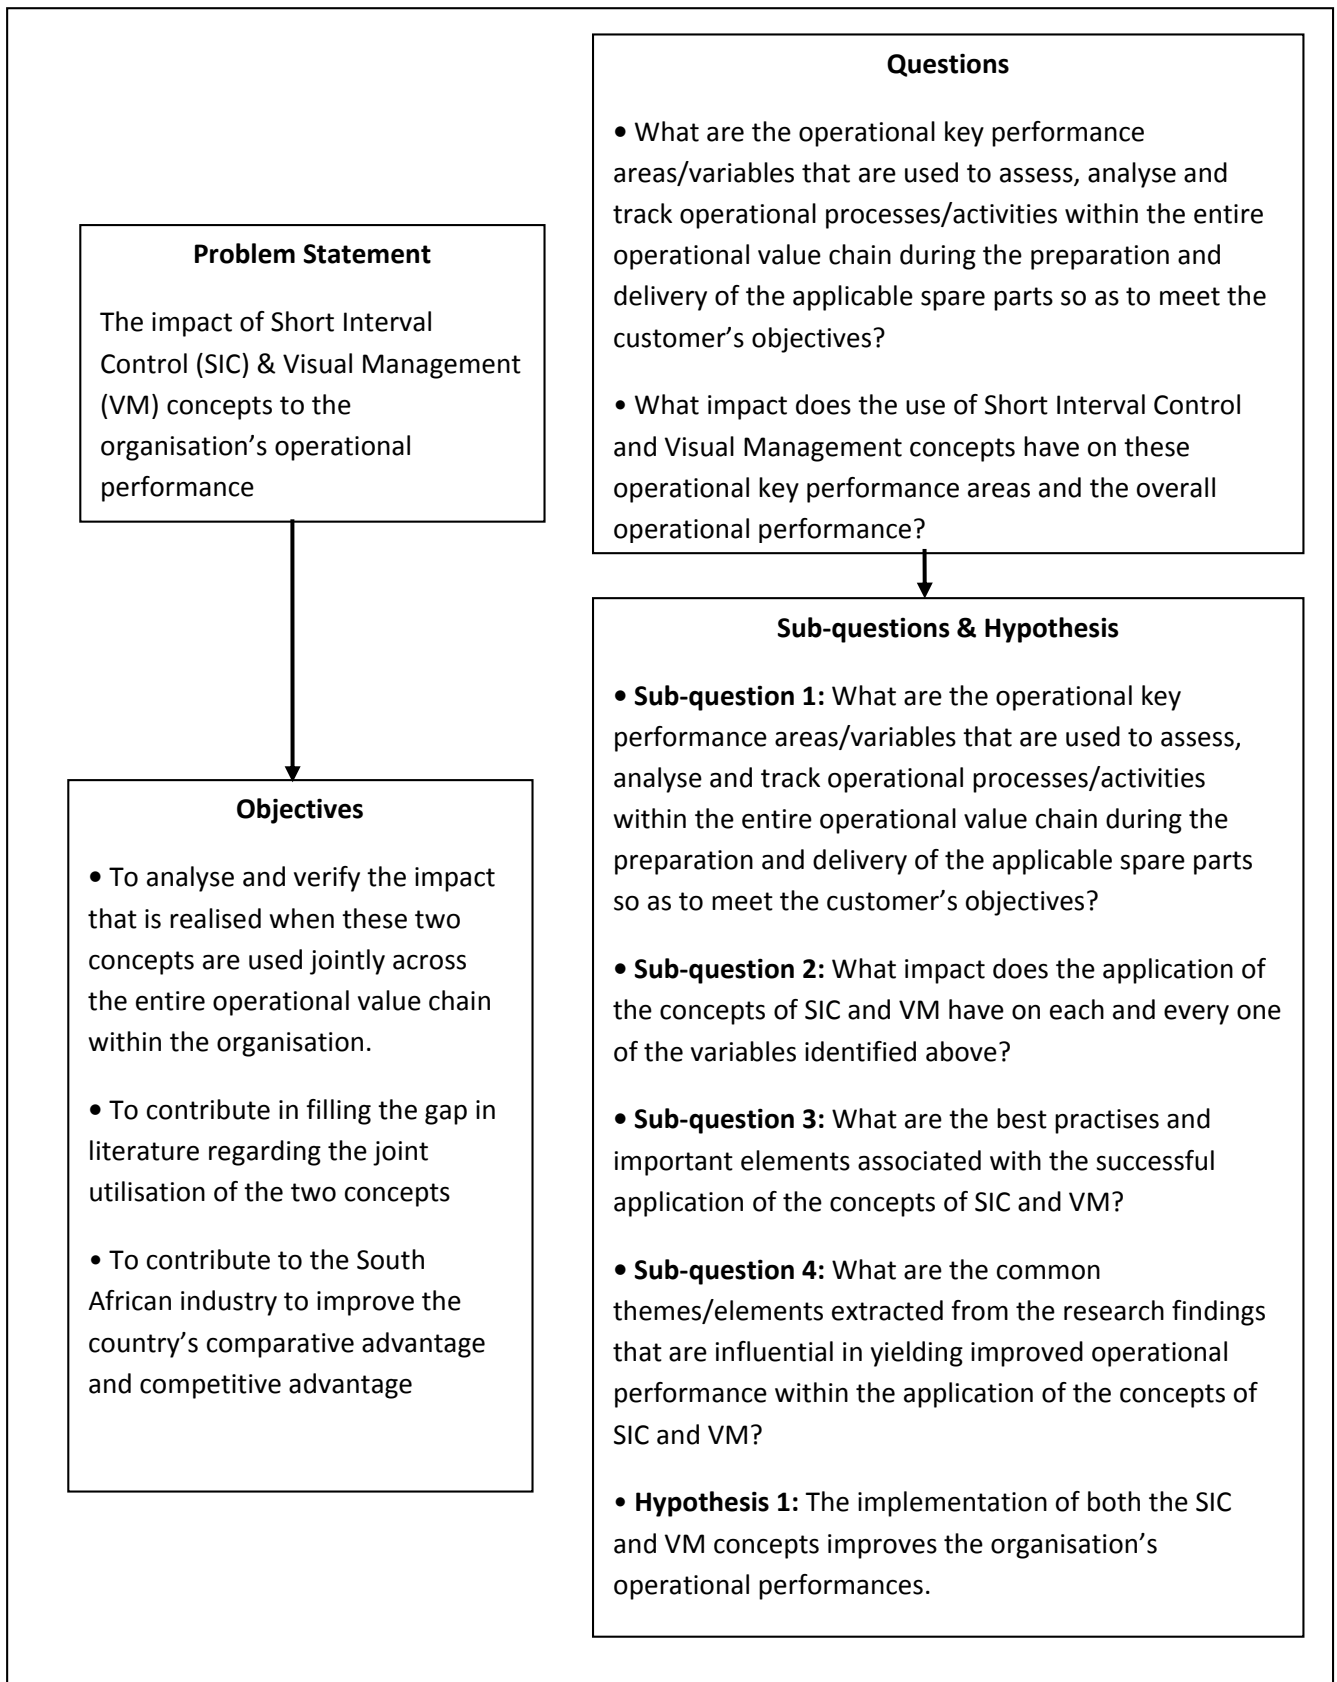 Problem Statement
The impact of Short Interval
Control (SIC) & Visual Management
(VM) concepts to the
organisation’s operational
performance
Objectives
• To analyse and verify the impact
that is realised when these two
concepts are used jointly across
the entire operational value chain
within the organisation.
• To contribute in filling the gap in
literature regarding the joint
utilisation of the two concepts
• To contribute to the South
African industry to improve the
country’s comparative advantage
and competitive advantage
Questions
• What are the operational key performance
areas/variables that are used to assess, analyse and
track operational processes/activities within the entire
operational value chain during the preparation and
delivery of the applicable spare parts so as to meet the
customer’s objectives?
• What impact does the use of Short Interval Control
and Visual Management concepts have on these
operational key performance areas and the overall
operational performance?
Sub-questions & Hypothesis
• Sub-question 1: What are the operational key
performance areas/variables that are used to assess,
analyse and track operational processes/activities
within the entire operational value chain during the
preparation and delivery of the applicable spare parts
so as to meet the customer’s objectives?
• Sub-question 2: What impact does the application of
the concepts of SIC and VM have on each and every one
of the variables identified above?
• Sub-question 3: What are the best practises and
important elements associated with the successful
application of the concepts of SIC and VM?
• Sub-question 4: What are the common
themes/elements extracted from the research findings
that are influential in yielding improved operational
performance within the application of the concepts of
SIC and VM?
• Hypothesis 1: The implementation of both the SIC
and VM concepts improves the organisation’s
operational performances.